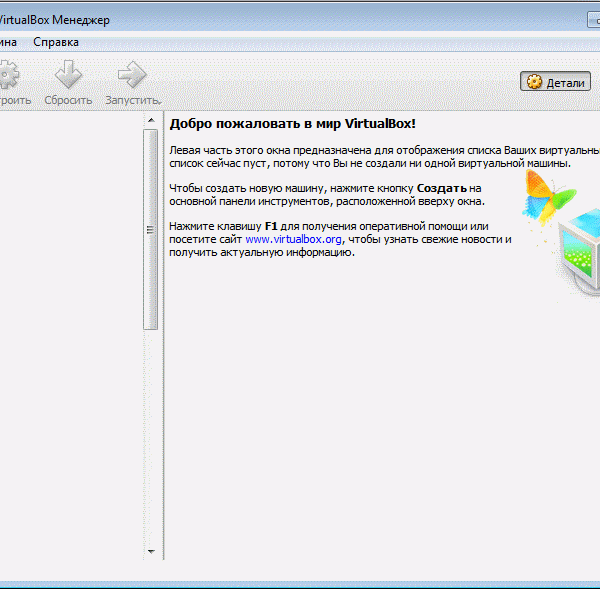 VirtualBox Менеджер
ина Справка
роить Сбросить Запустить
Детали
Добро пожаловать в мир VirtualBox!
Левая часть этого окна предназначена для отображения списка Ваших виртуальны
список сейчас пуст, потому что Вы не создали ни одной виртуальной машины.
Чтобы создать новую машину, нажмите кнопку Создать на
основной панели инструментов, расположенной вверху окна.
Нажмите клавишу F1 для получения оперативной помощи или
посетите сайт www.virtualbox.org, чтобы узнать свежие новости и
получить актуальную информацию.